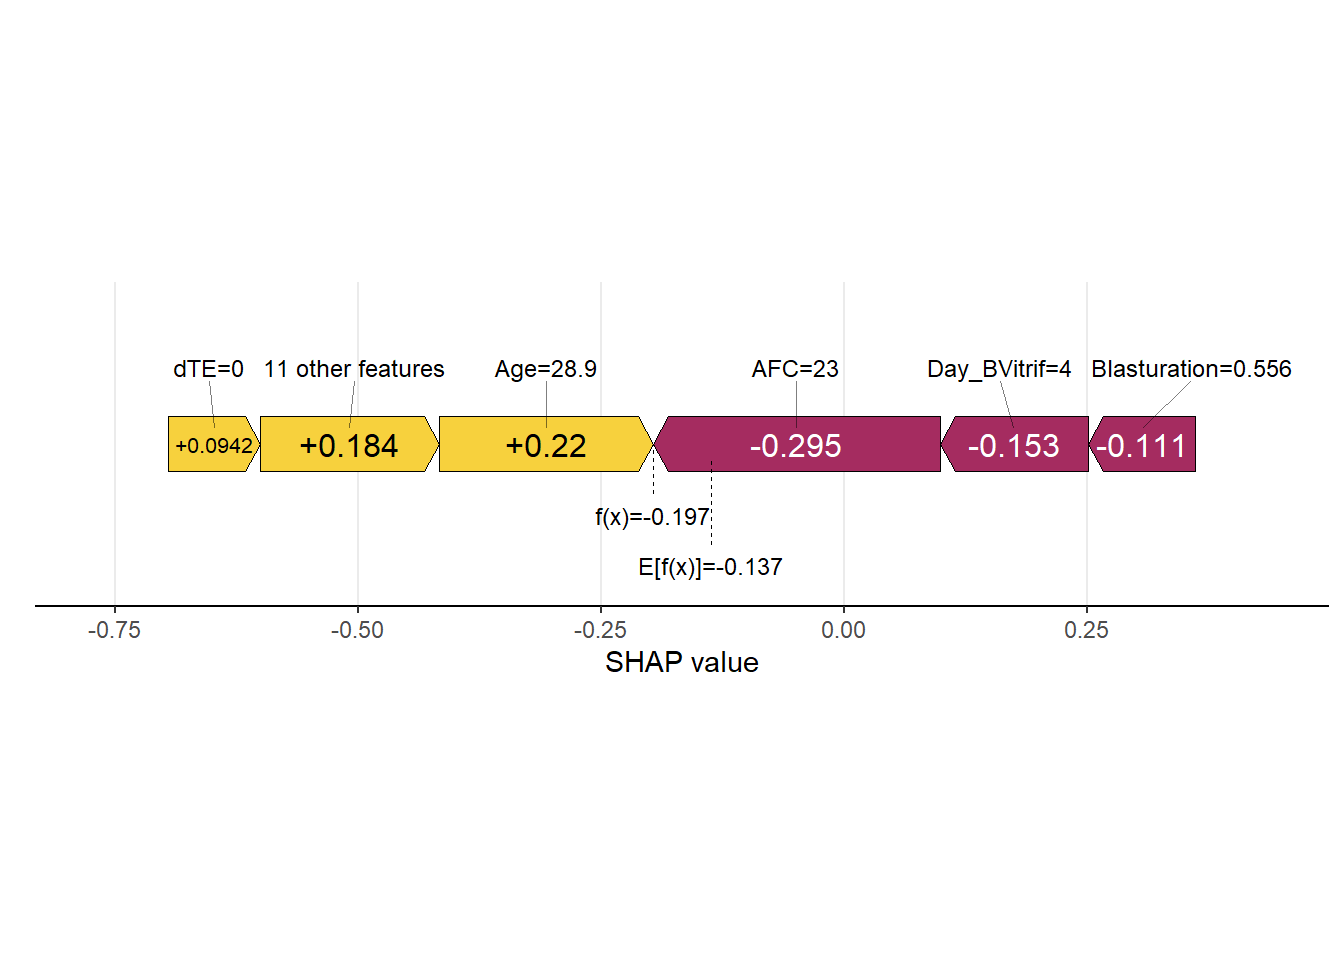 dTE=0 11 other features Age=28.9 AFC=23 Day_BVitrif=4 Blasturation=0.556
+0.0942 +0.184 +0.22 -0.295 -0.153 -0.111
f(x)=-0.197
E[f(x)]=-0.137
-0.75 -0.50 -0.25 0.00 0.25
SHAP value